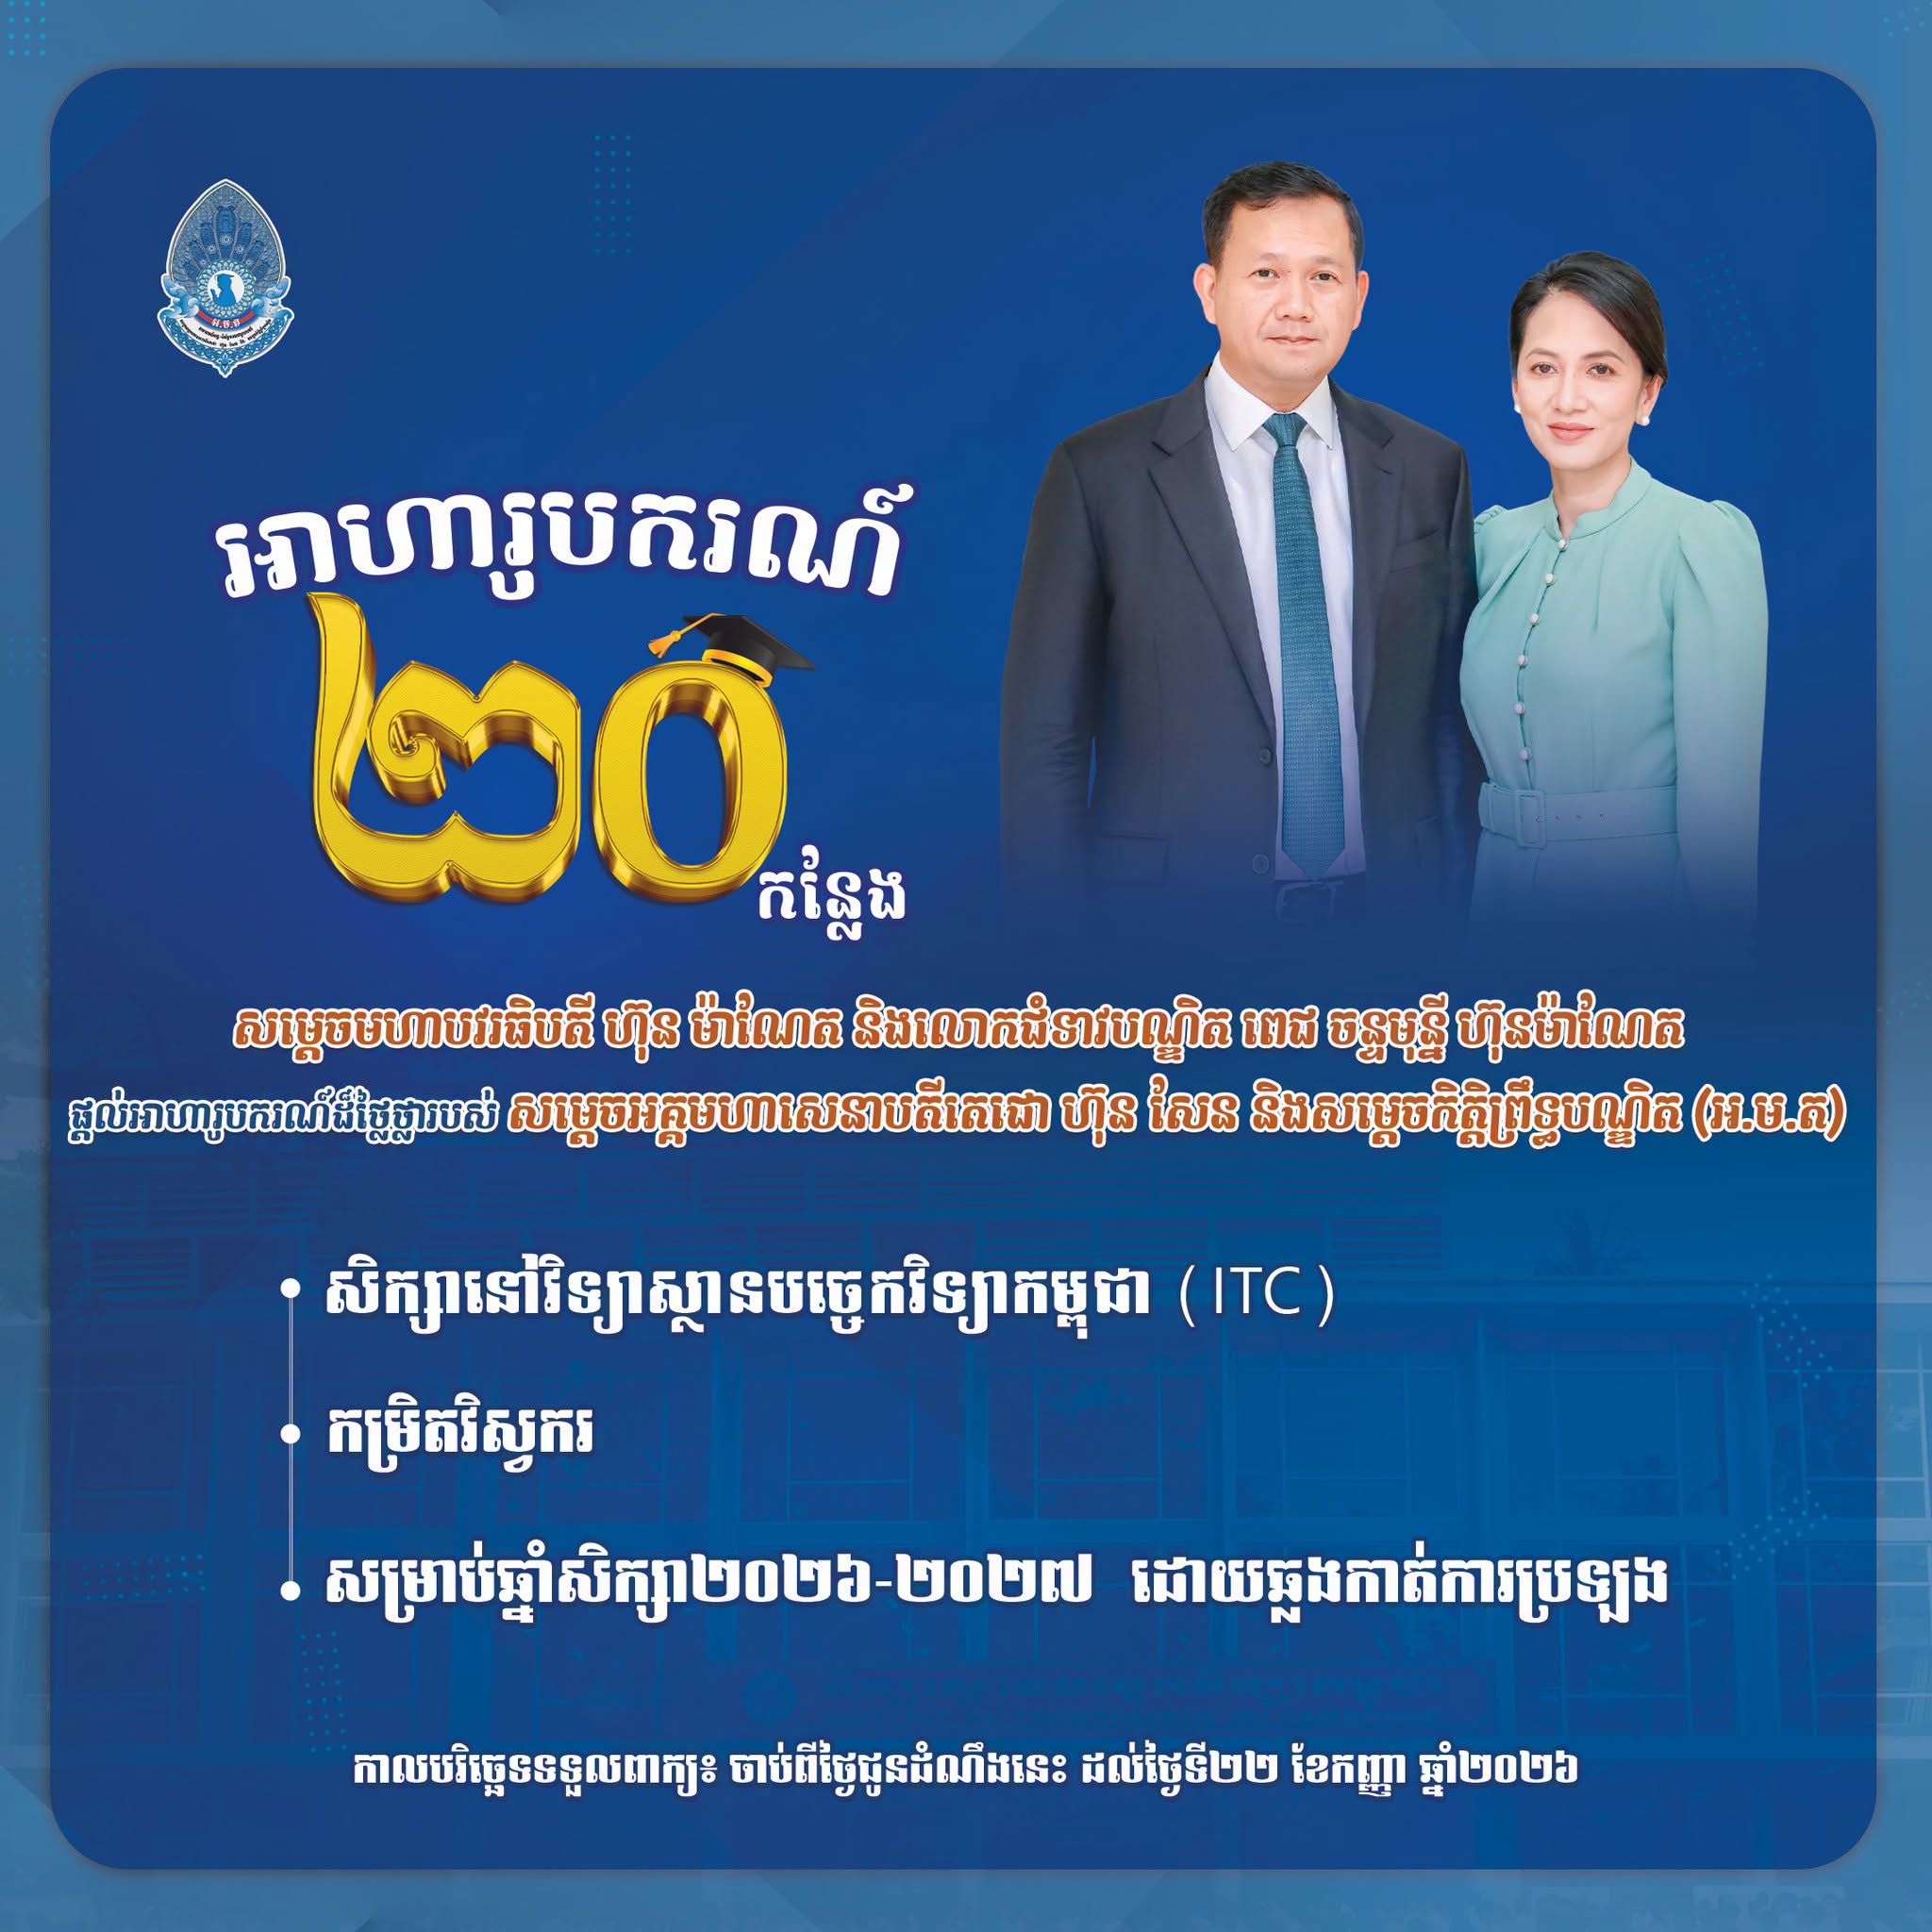 អ.ម.ត
អាហារូបករណ៍
២០
កន្លែង
សម្តេចមហាបវរធិបតី ហ៊ុន ម៉ាណែត និងលោកជំទាវបណ្ឌិត ពេជ ចន្ទមុន្នី ហ៊ុនម៉ាណែត
ផ្តល់អាហារូបករណ៍ដ៏ថ្លៃថ្លារបស់ សម្តេចអគ្គមហាសេនាបតីតេជោ ហ៊ុន សែន និងសម្តេចកិត្តិព្រឹទ្ធបណ្ឌិត (អ.ម.ត)
សិក្សានៅវិទ្យាស្ថានបច្ចេកវិទ្យាកម្ពុជា (ITC)
កម្រិតវិស្វករ
សម្រាប់ឆ្នាំសិក្សា២០២៦-២០២៧ ដោយឆ្លងកាត់ការប្រឡង
កាលបរិច្ឆេទទទួលពាក្យ៖ ចាប់ពីថ្ងៃជូនដំណឹងនេះ ដល់ថ្ងៃទី២២ ខែកញ្ញា ឆ្នាំ២០២៦